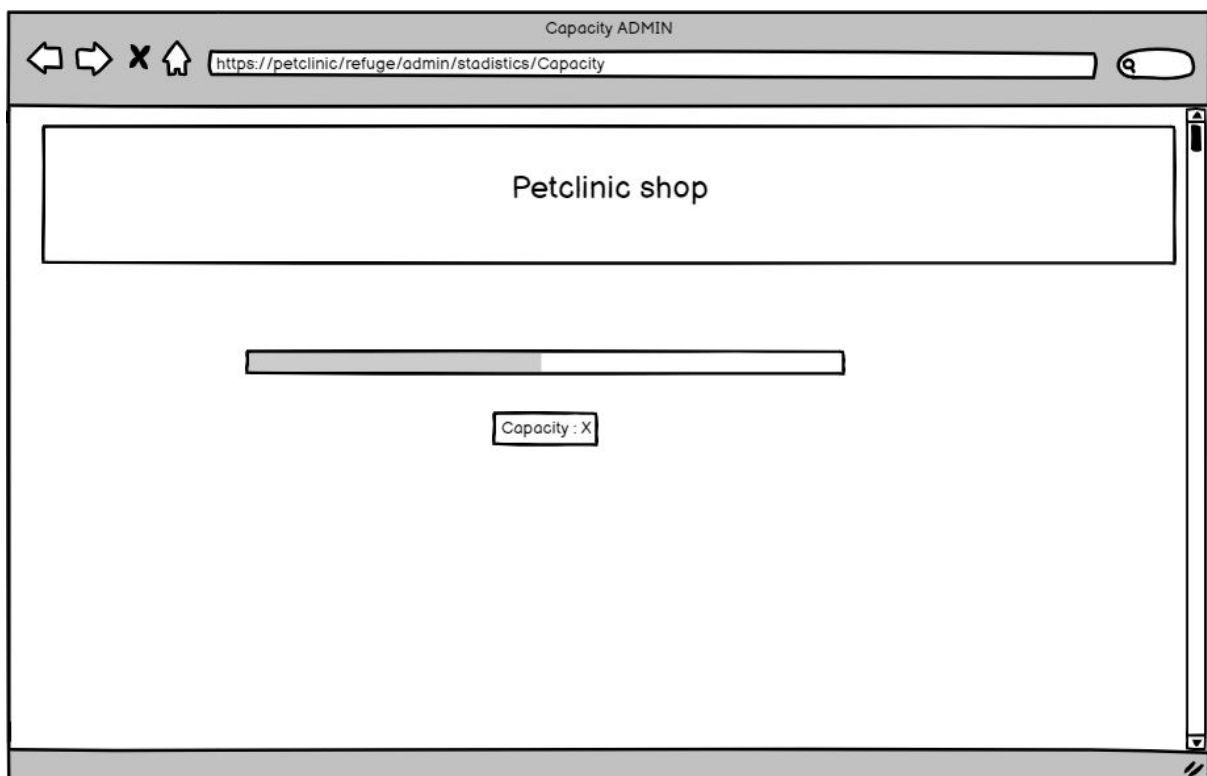 Capacity ADMIN
https://petclinic/refuge/admin/stadistics/Capacity
Petclinic shop
Capacity : X